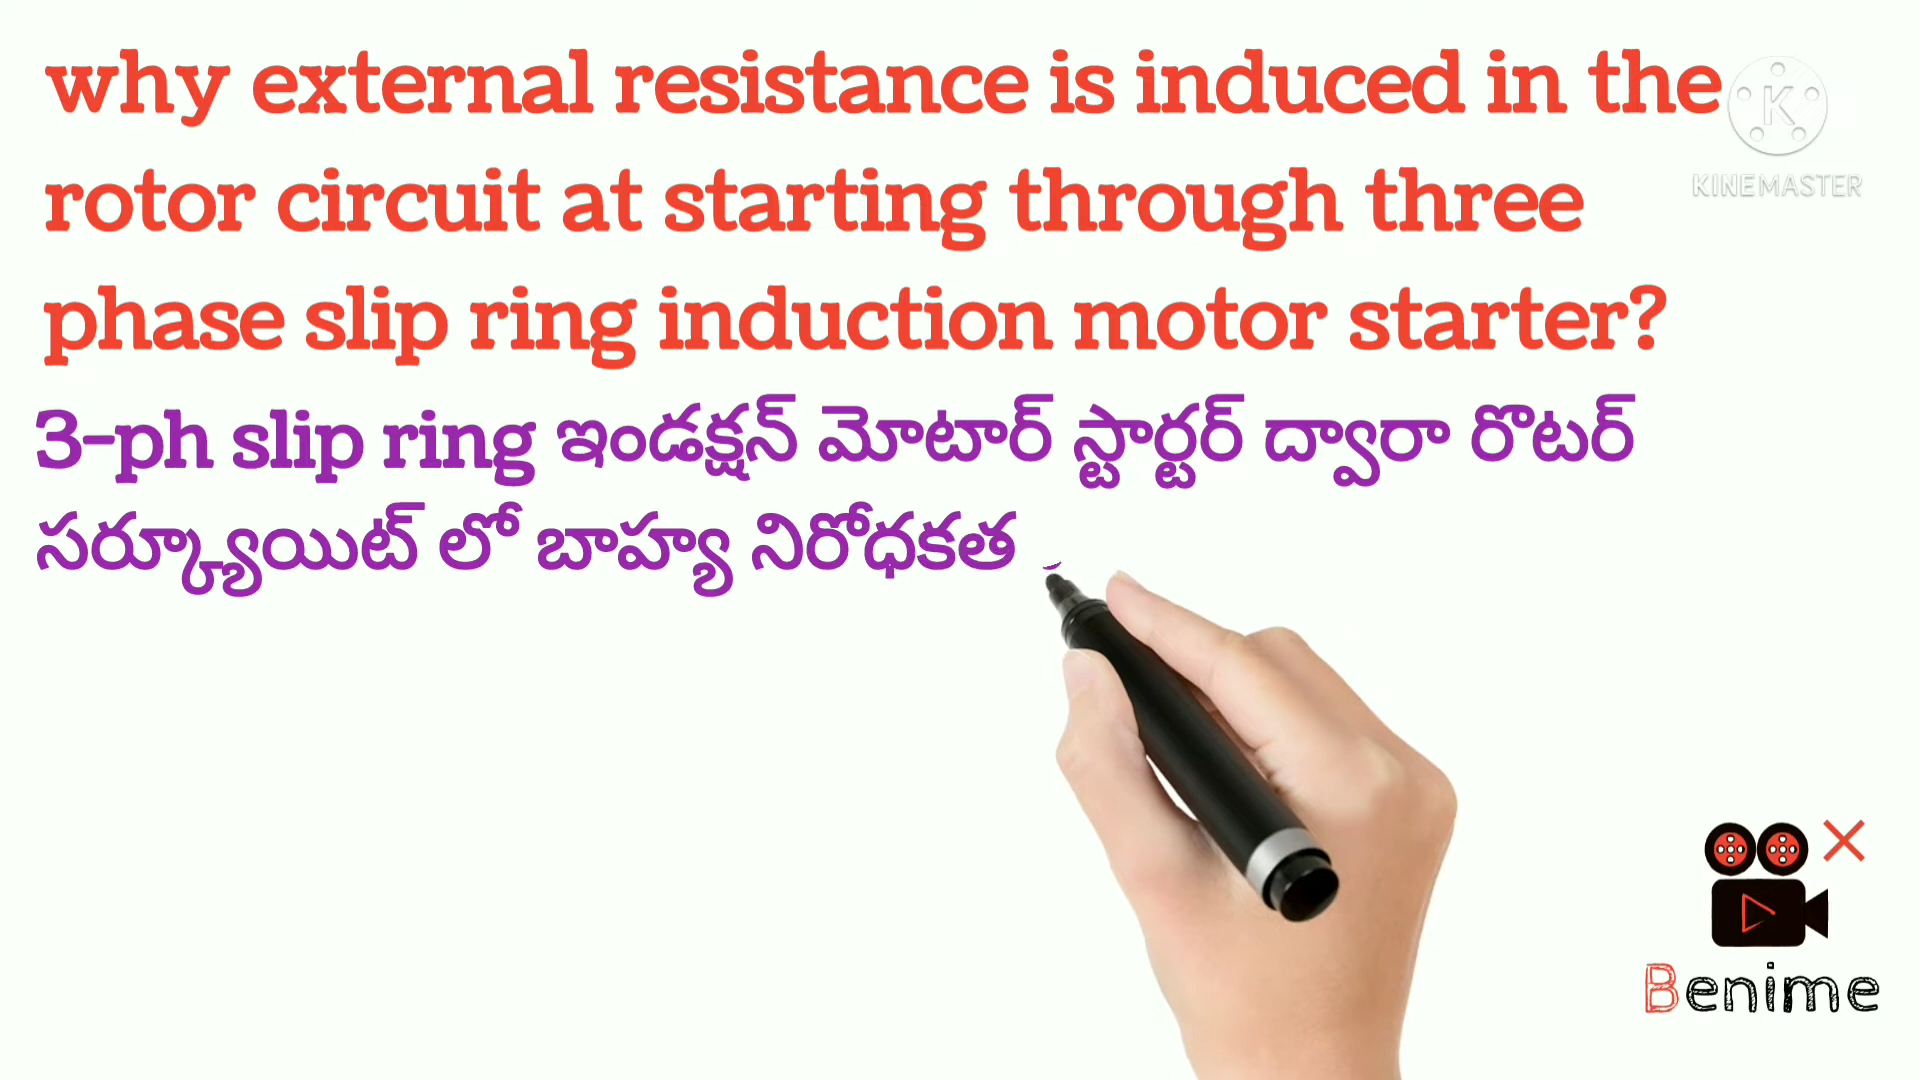 why external resistance is induced in the
rotor circuit at starting through three
phase slip ring induction motor starter?
3-ph slip ring ఇండక్షన్ మోటార్ స్టార్టర్ ద్వారా రొటర్
సర్క్యూయిట్ లో బాహ్య నిరోధకత
KINEMASTER
Benime